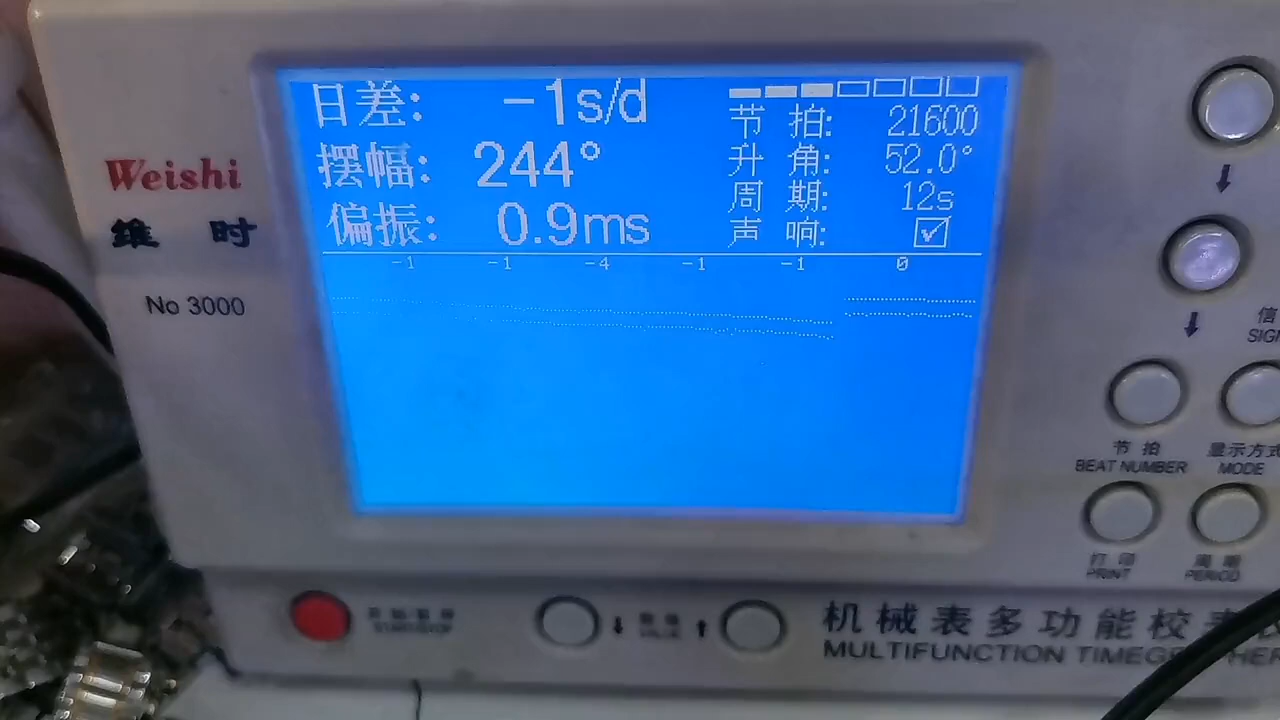 日差: -1s/d
摆幅: 244°
偏振: 0.9ms
节 拍: 21600
升 角: 52.0°
周 期: 12s
声 响: ☑
-1 -1 -4 -1 -1 0
Weishi
维 时
No 3000
信
SIGN
节 拍
BEAT NUMBER
显示方式
MODE
打 印
PRINT
周 期
PERIOD
机械表多功能校表
MULTIFUNCTION TIMEG